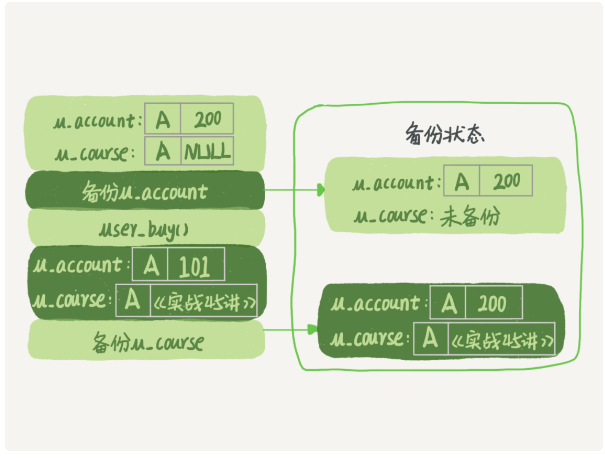 u_account: A 200
u_course: A NULL
备份u_account
user_buy()
u_account: A 101
u_course: A 《实战45讲》
备份u_course
备份状态
u_account: A 200
u_course: 未备份
u_account: A 200
u_course: A 《实战45讲》